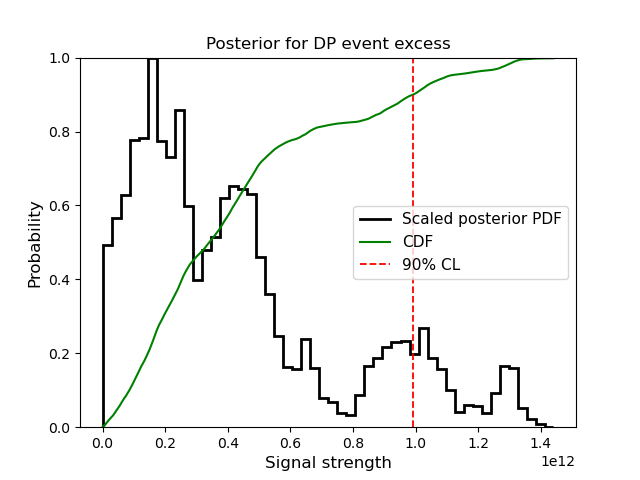 Posterior for DP event excess
Probability
1.0
0.8
0.6
0.4
0.2
0.0
Scaled posterior PDF
CDF
90% CL
0.0 0.2 0.4 0.6 0.8 1.0 1.2 1.4
1e12
Signal strength